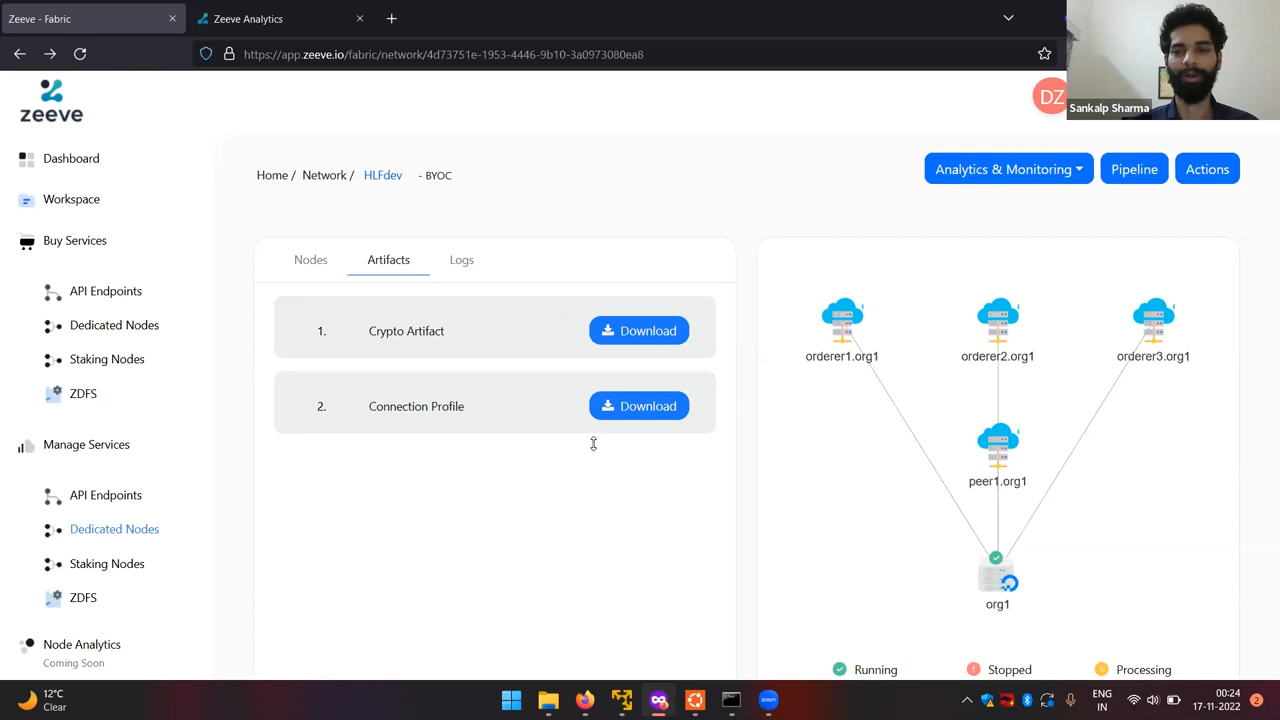 Zeeve - Fabric
Zeeve Analytics
https://app.zeeve.io/fabric/network/4d73751e-1953-4446-9b10-3a0973080ea8
zeeve
DZ
Sankalp Sharma
Dashboard
Workspace
Buy Services
API Endpoints
Dedicated Nodes
Staking Nodes
ZDFS
Manage Services
API Endpoints
Dedicated Nodes
Staking Nodes
ZDFS
Node Analytics
Coming Soon
Home / Network / HLFdev - BYOC
Analytics & Monitoring
Pipeline
Actions
Nodes
Artifacts
Logs
1. Crypto Artifact Download
2. Connection Profile Download
orderer1.org1
orderer2.org1
orderer3.org1
peer1.org1
org1
Running
Stopped
Processing
12°C
Clear
zoom
ENG
IN
00:24
17-11-2022
2